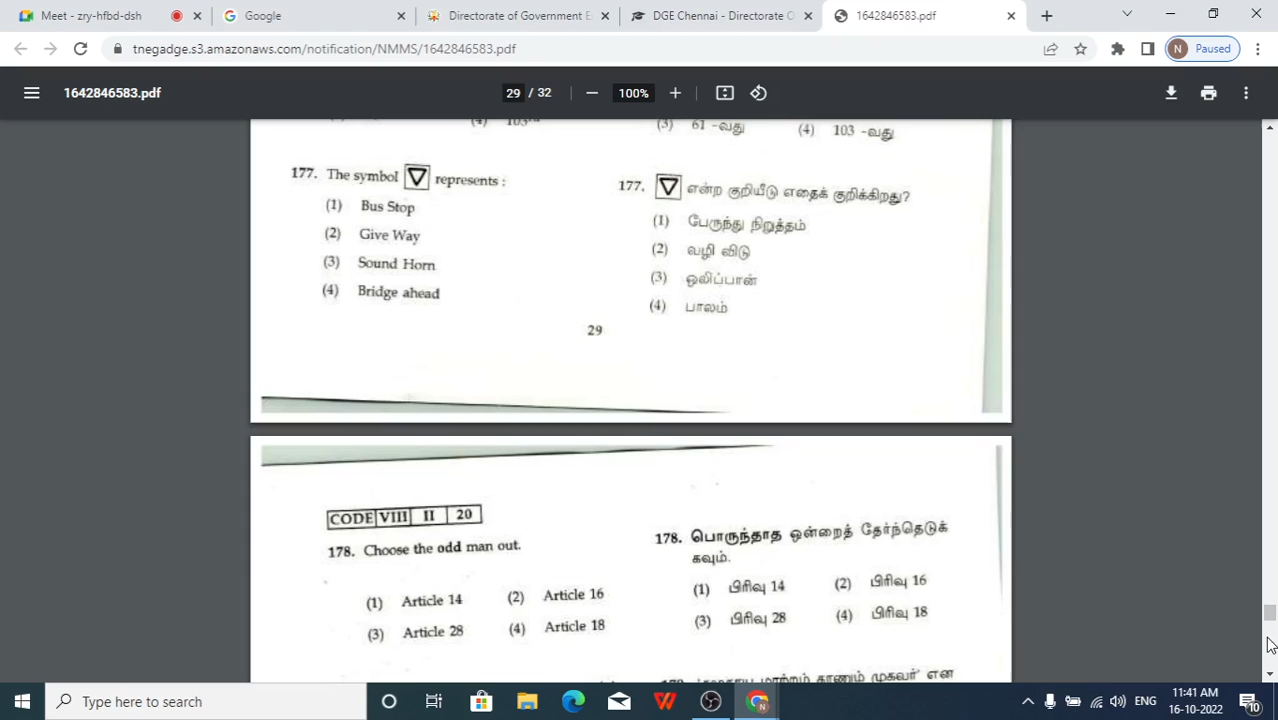 Meet - zry-hfbd-dsh
Google
Directorate of Government E
DGE Chennai - Directorate O
1642846583.pdf
tnegadge.s3.amazonaws.com/notification/NMMS/1642846583.pdf
N Paused
1642846583.pdf
29 / 32
100%
(3) 61 -வது (4) 103 -வது
177. The symbol represents :
(1) Bus Stop
(2) Give Way
(3) Sound Horn
(4) Bridge ahead
177. என்ற குறியீடு எதைக் குறிக்கிறது?
(1) பேருந்து நிறுத்தம்
(2) வழி விடு
(3) ஒலிப்பான்
(4) பாலம்
29
CODE VIII II 20
178. Choose the odd man out.
(1) Article 14 (2) Article 16
(3) Article 28 (4) Article 18
178. பொருந்தாத ஒன்றைத் தேர்ந்தெடுக்
கவும்.
(1) பிரிவு 14 (2) பிரிவு 16
(3) பிரிவு 28 (4) பிரிவு 18
Type here to search
ENG
11:41 AM
16-10-2022
10